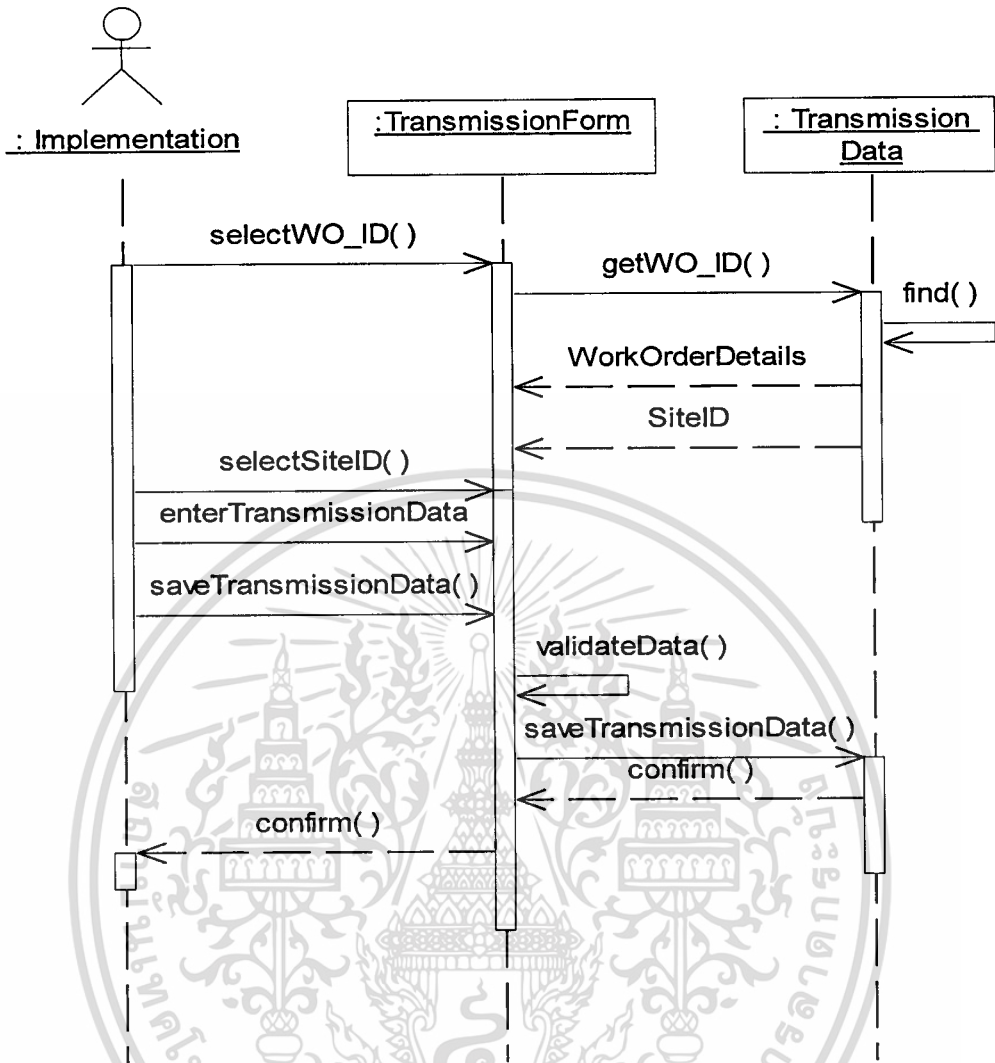 : Implementation
:TransmissionForm
: Transmission
Data
selectWO_ID( )
getWO_ID( )
find( )
WorkOrderDetails
SiteID
selectSiteID( )
enterTransmissionData
saveTransmissionData( )
validateData( )
saveTransmissionData( )
confirm( )
confirm( )